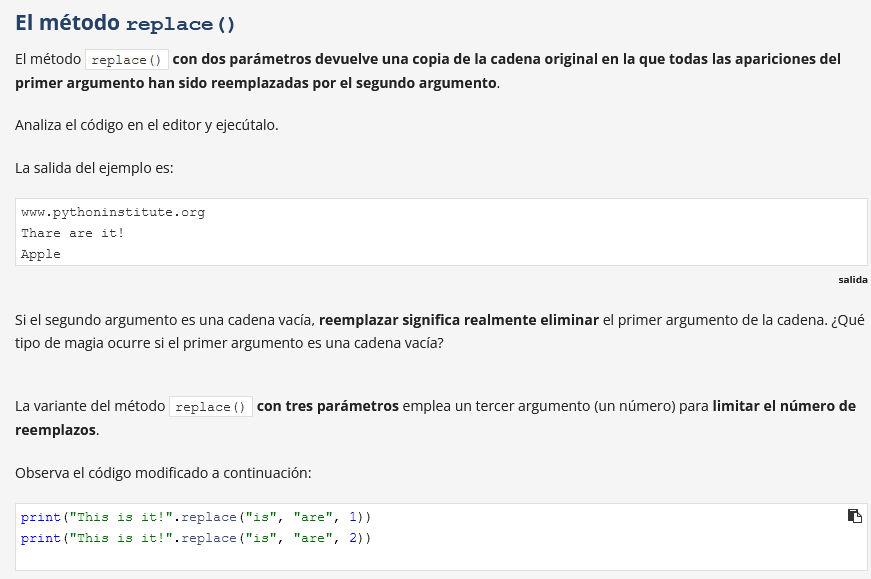 El método replace()
El método replace() con dos parámetros devuelve una copia de la cadena original en la que todas las apariciones del
primer argumento han sido reemplazadas por el segundo argumento.
Analiza el código en el editor y ejecútalo.
La salida del ejemplo es:
www.pythoninstitute.org
Thare are it!
Apple
salida
Si el segundo argumento es una cadena vacía, reemplazar significa realmente eliminar el primer argumento de la cadena. ¿Qué
tipo de magia ocurre si el primer argumento es una cadena vacía?
La variante del método replace() con tres parámetros emplea un tercer argumento (un número) para limitar el número de
reemplazos.
Observa el código modificado a continuación:
print("This is it!".replace("is", "are", 1))
print("This is it!".replace("is", "are", 2))